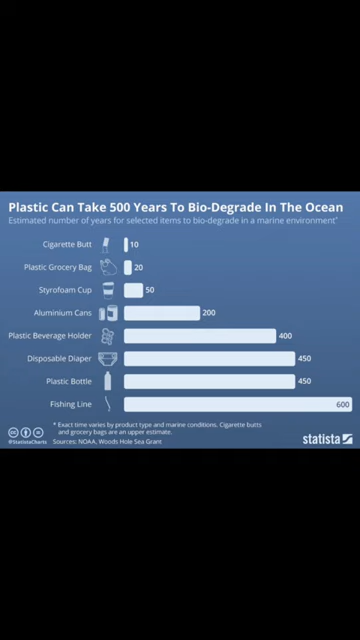 Plastic Can Take 500 Years To Bio-Degrade In The Ocean
Estimated number of years for selected items to bio-degrade in a marine environment*
Cigarette Butt 10
Plastic Grocery Bag 20
Styrofoam Cup 50
Aluminium Cans 200
Plastic Beverage Holder 400
Disposable Diaper 450
Plastic Bottle 450
Fishing Line 600
* Exact time varies by product type and marine conditions. Cigarette butts
and grocery bags are an upper estimate.
@StatistaCharts Sources: NOAA, Woods Hole Sea Grant
statista